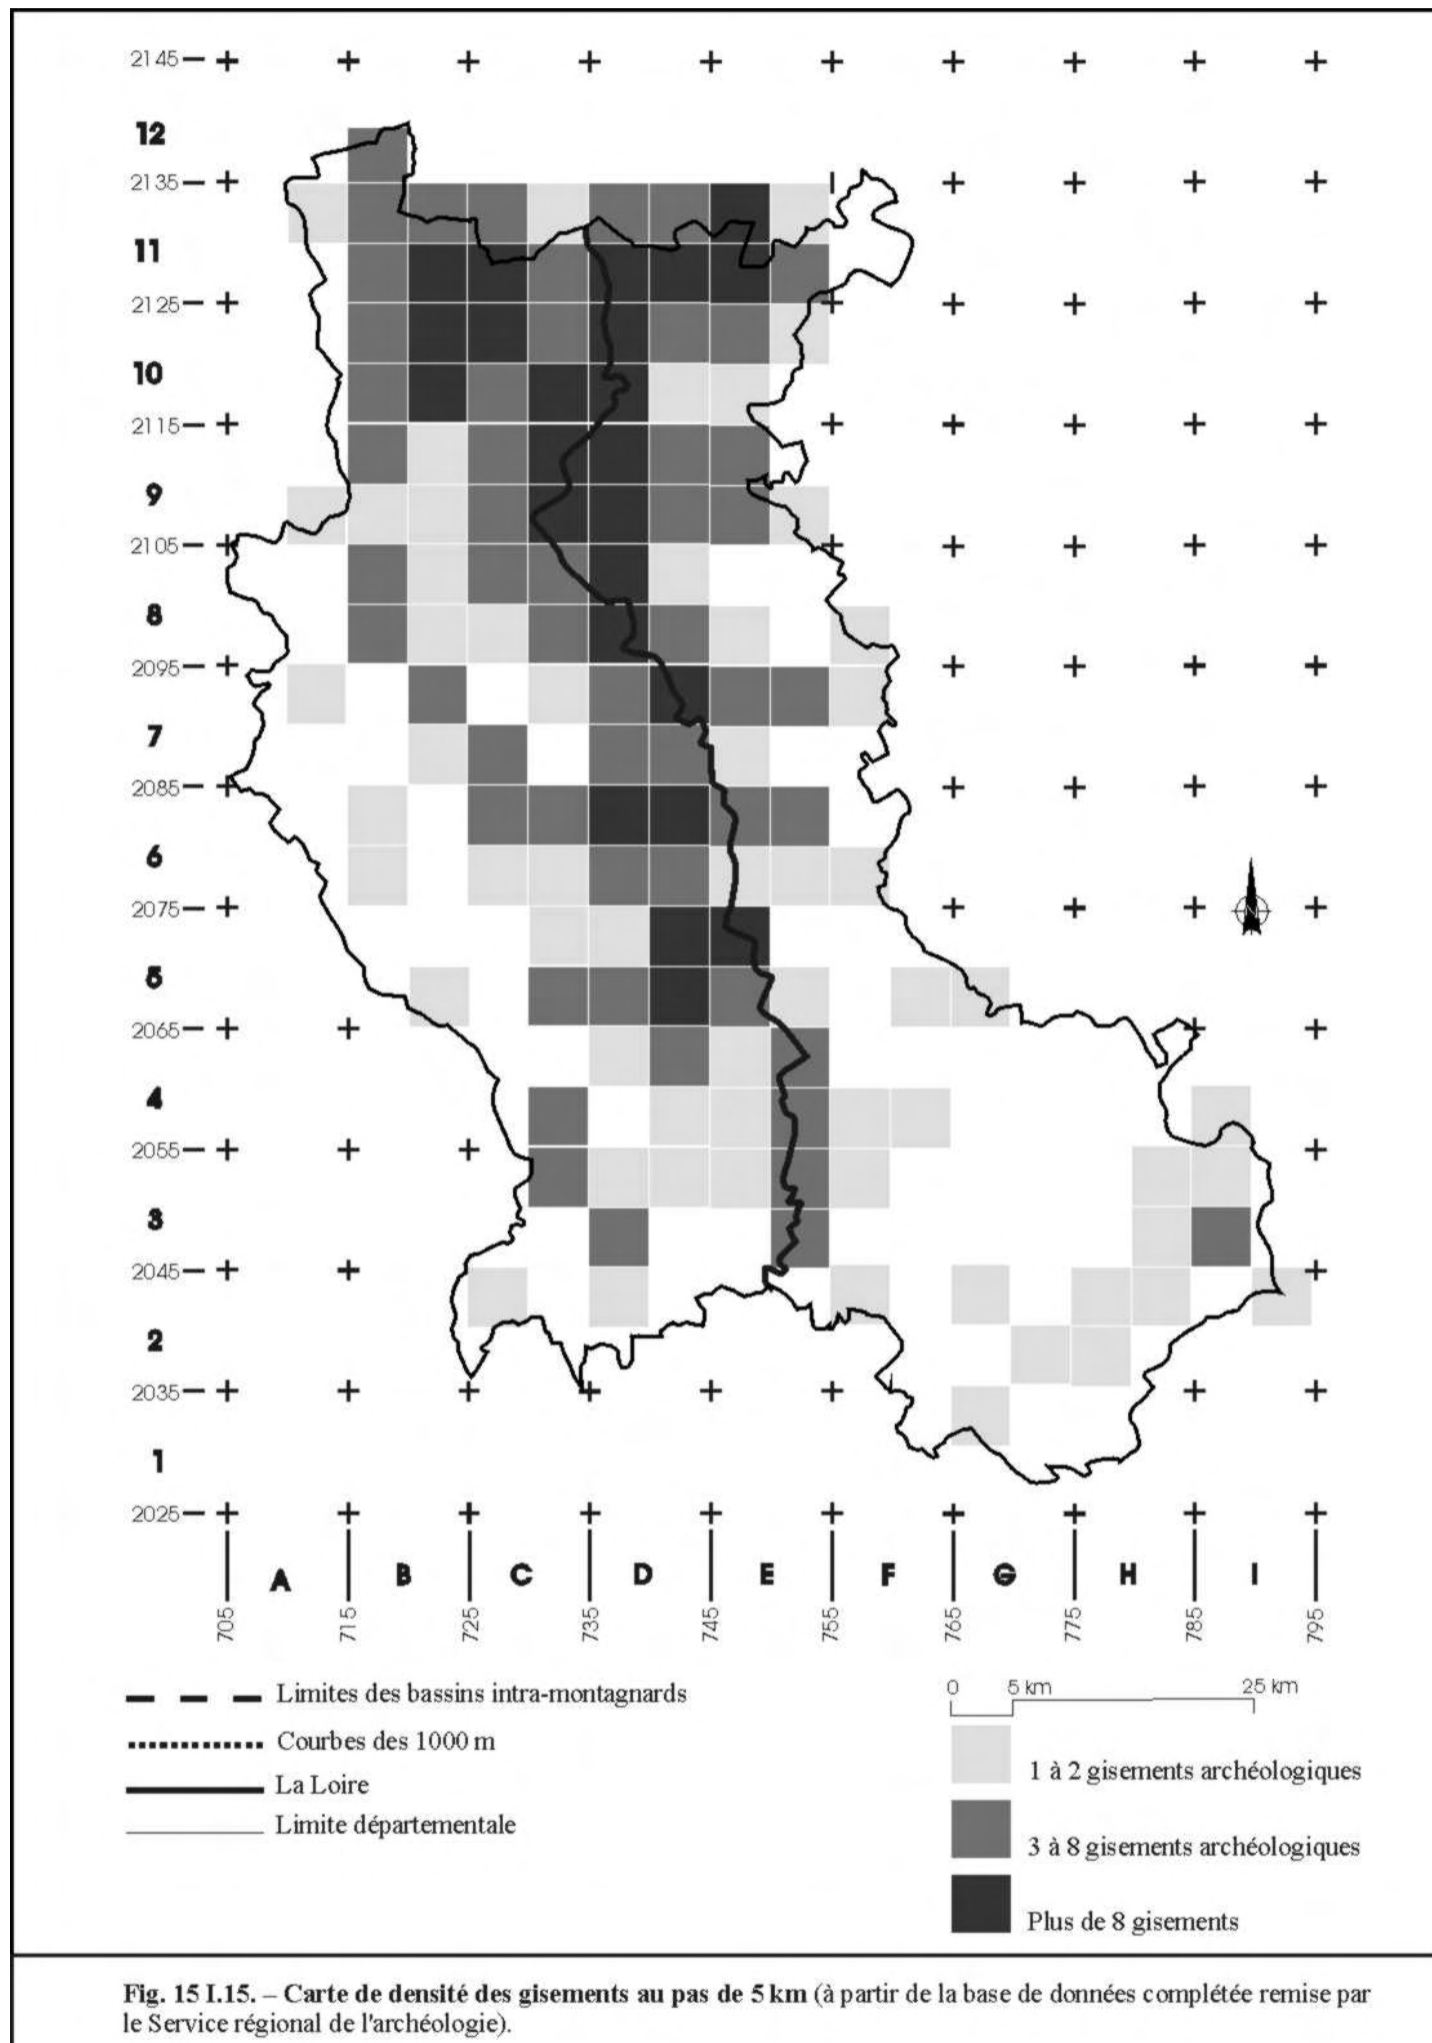 2145
12
2135
11
2125
10
2115
9
2105
8
2095
7
2085
6
2075
5
2065
4
2055
3
2045
2
2035
1
2025
N
A B C D E F G H I
705 715 725 735 745 755 765 775 785 795
Limites des bassins intra-montagnards
Courbes des 1000 m
La Loire
Limite départementale
0 5 km 25 km
1 à 2 gisements archéologiques
3 à 8 gisements archéologiques
Plus de 8 gisements
Fig. 15 I.15. – Carte de densité des gisements au pas de 5 km (à partir de la base de données complétée remise par
le Service régional de l'archéologie).